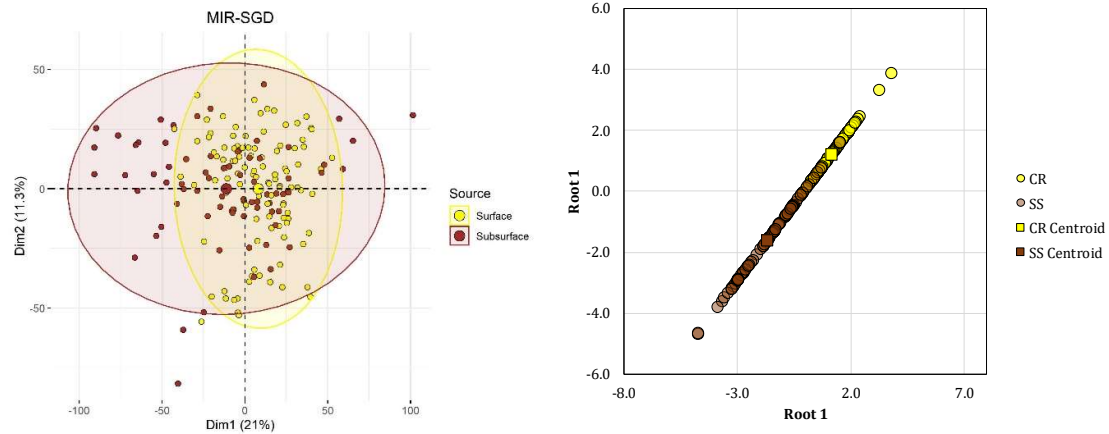 MIR-SGD
50
0
-50
Dim2 (11.3%)
-100
-50
0
50
100
Dim1 (21%)
Source
Surface
Subsurface
6.0
4.0
2.0
0.0
-2.0
-4.0
-6.0
Root 1
-8.0
-3.0
2.0
7.0
Root 1
CR
SS
CR Centroid
SS Centroid